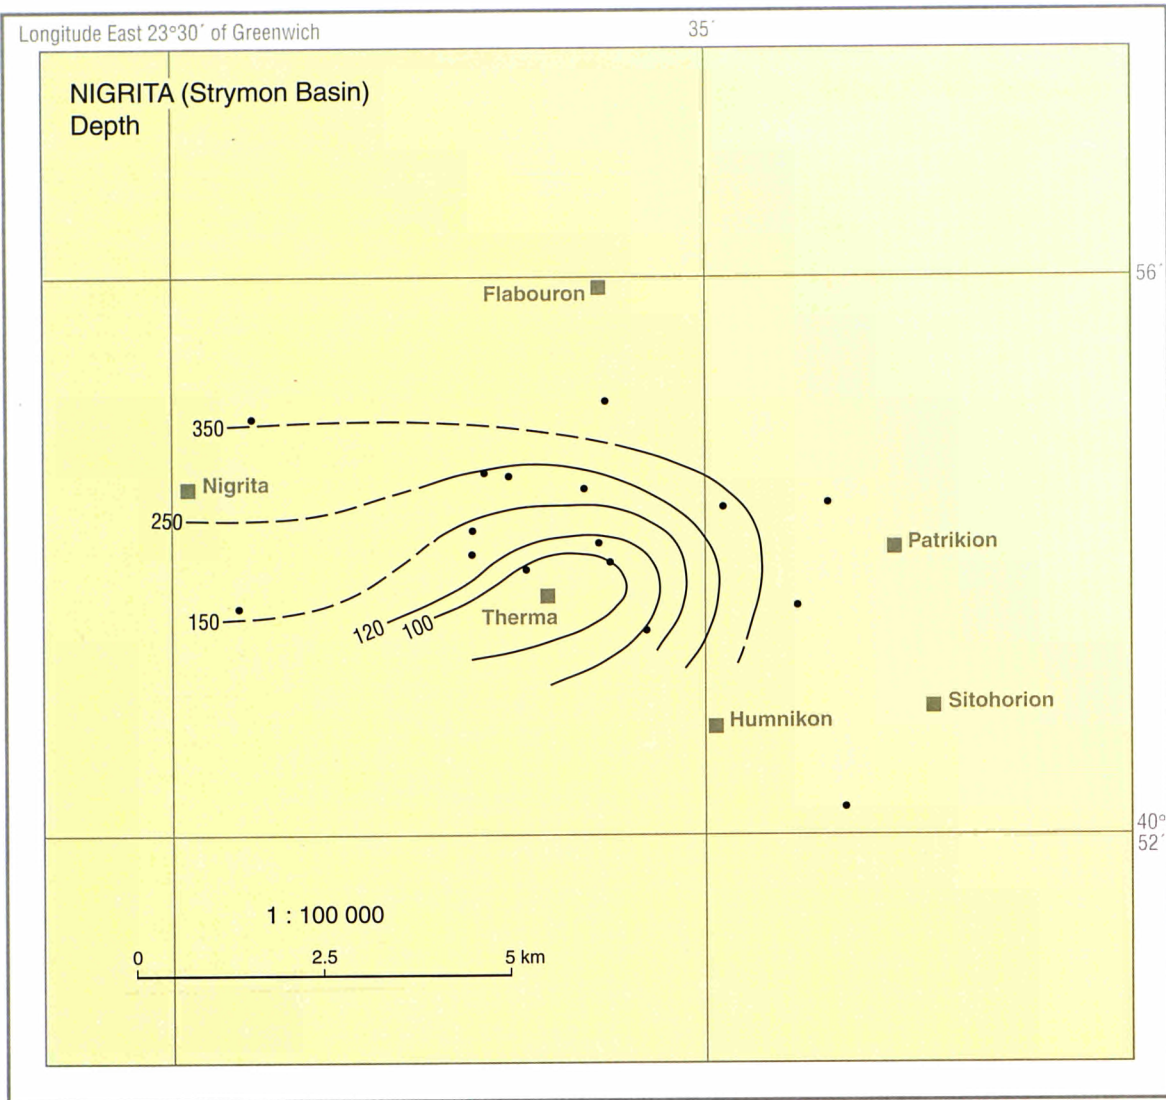 Longitude East 23°30´ of Greenwich
35´
NIGRITA (Strymon Basin)
Depth
56´
Flabouron
350
Nigrita
250
Patrikion
150
120
100
Therma
Sitohorion
Humnikon
40°
52´
1 : 100 000
0 2.5 5 km